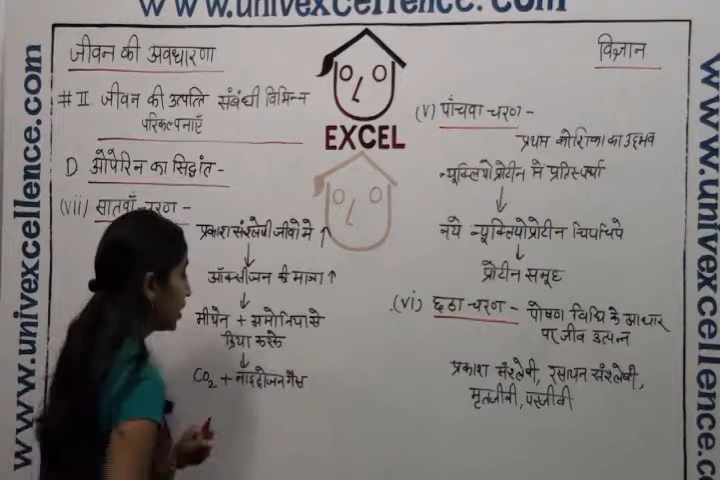 www.univexcellence.com
जीवन की अवधारणा
विज्ञान
# II जीवन की उत्पति संबंधी विभिन्न
परिकल्पनाएँ
EXCEL
D ओपेरिन का सिद्धांत -
(vii) सातवाँ चरण -
प्रकाश संश्लेषी जीवो मे ↑
↓
ऑक्सीजन की मात्रा ↑
↓
मीथेन + अमोनिया से
क्रिया करके
↓
CO2 + नाइट्रोजन गैस
(v) पाँचवा चरण -
प्रथम कोशिका का उद्भव
न्यूक्लियोप्रोटीन में प्रतिस्पर्धा
↓
नये न्यूक्लियोप्रोटीन चिपचिपे
↓
प्रोटीन समूह
(vi) छठा चरण - पोषण विधि के आधार
पर जीव उत्पन्न
प्रकाश संश्लेषी, रसायन संश्लेषी,
मृतजीवी, परजीवी
www.univexcellence.com
www.univexcellence.co